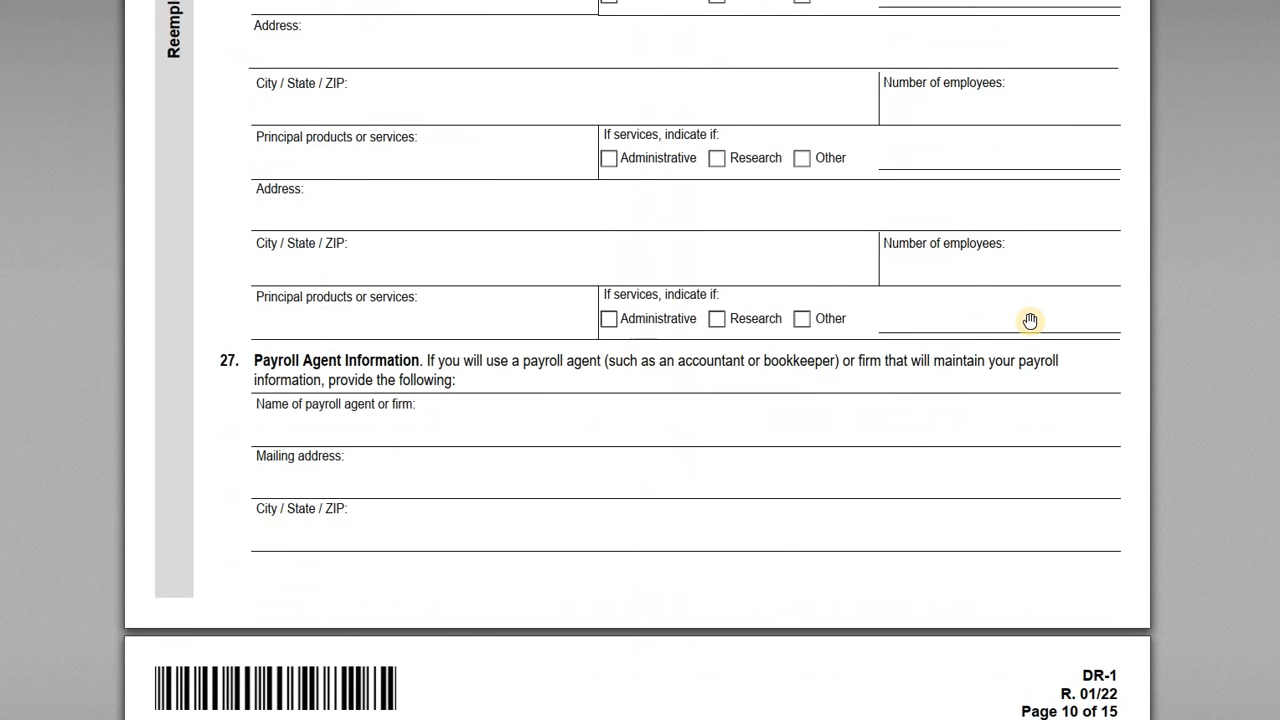 Reempl
Address:
City / State / ZIP:
Number of employees:
Principal products or services:
If services, indicate if:
Administrative Research Other
Address:
City / State / ZIP:
Number of employees:
Principal products or services:
If services, indicate if:
Administrative Research Other
27. Payroll Agent Information. If you will use a payroll agent (such as an accountant or bookkeeper) or firm that will maintain your payroll
information, provide the following:
Name of payroll agent or firm:
Mailing address:
City / State / ZIP:
DR-1
R. 01/22
Page 10 of 15